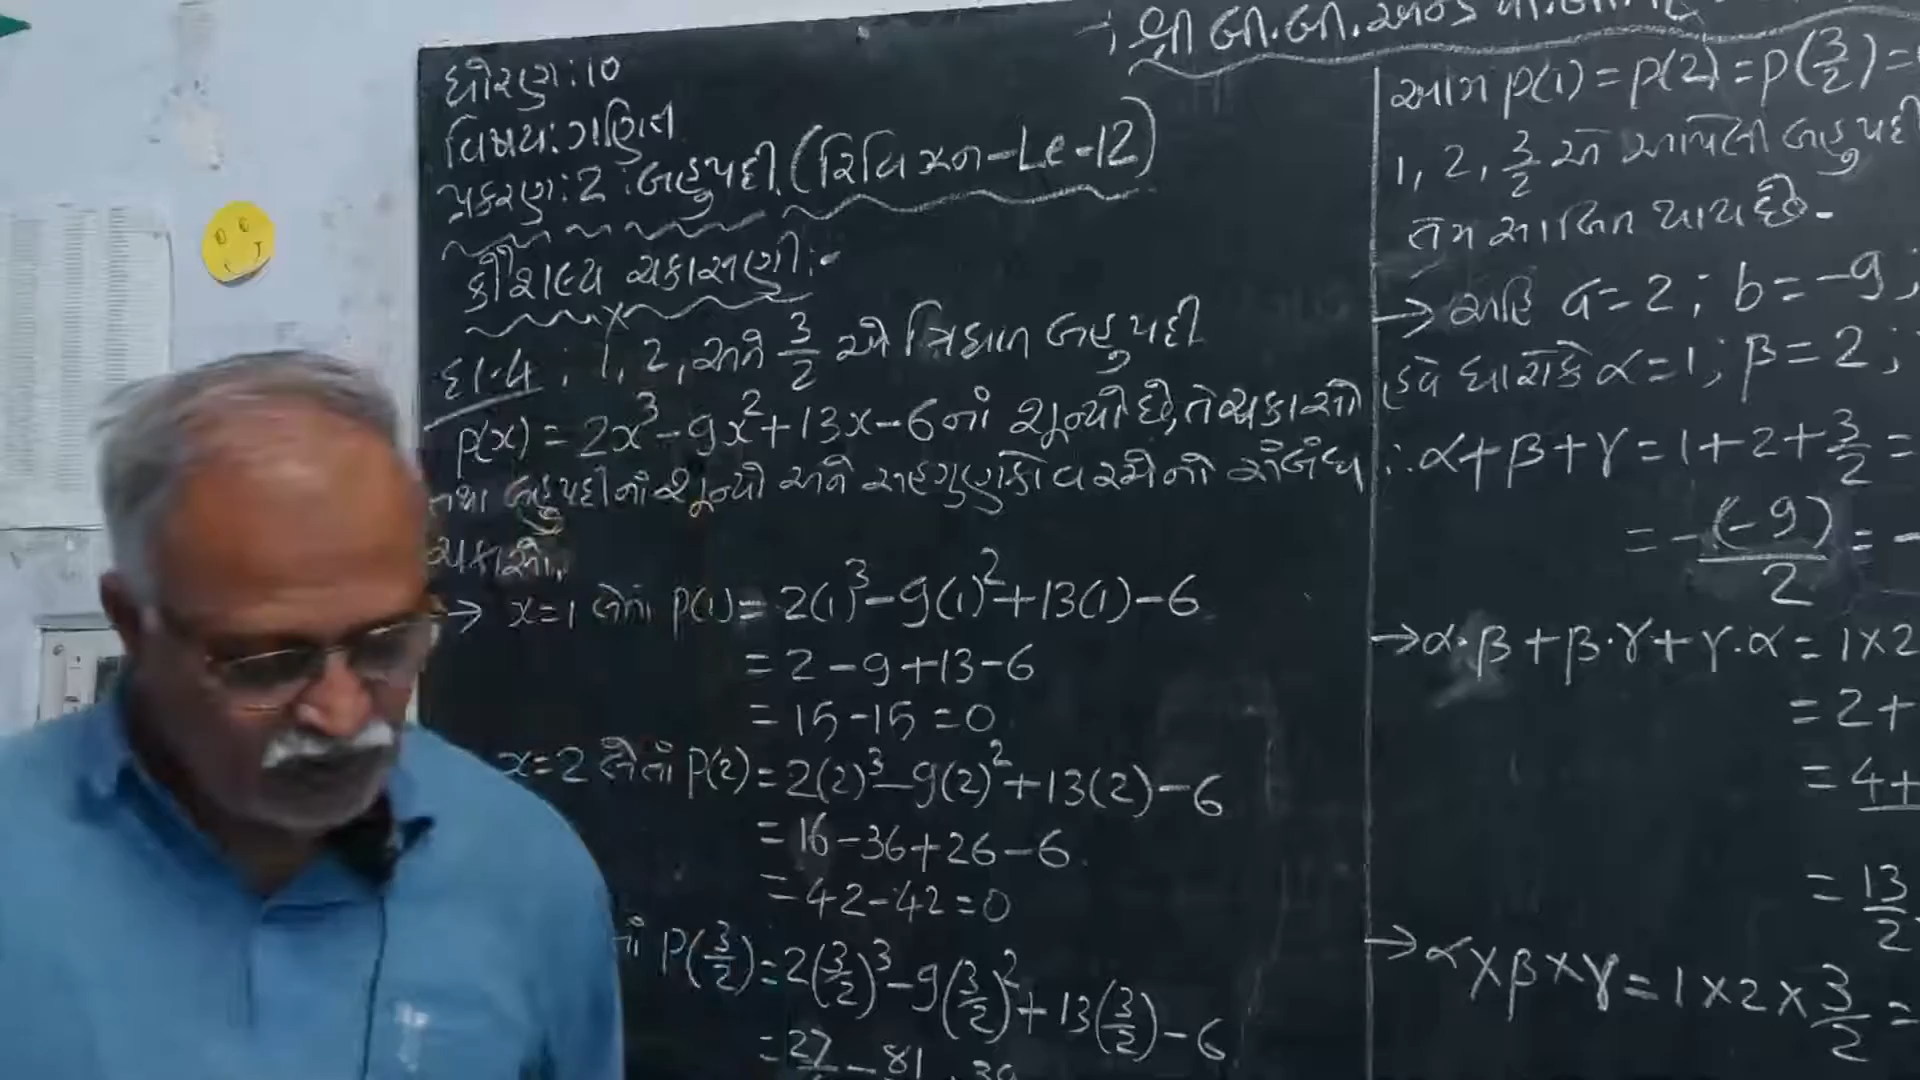 શ્રી બી.બી.એન્ડ
ધોરણ:10
વિષય:ગણિત
પ્રકરણ:2:બહુપદી.(રિવિઝન-Le-12)
કૌશલ્ય ચકાસણી:-
દા.4 : 1, 2, અને 3/2 એ ત્રિઘાત બહુપદી
p(x) = 2x³-9x²+13x-6નાં શૂન્યો છે,તે ચકાસો
તથા બહુપદીનાં શૂન્યો અને સહગુણકો વચ્ચેનો સંબંધ
ચકાસો.
→ x=1 લેતાં p(1)= 2(1)³-9(1)²+13(1)-6
= 2-9+13-6
= 15-15=0
x=2 લેતાં p(2)=2(2)³-9(2)²+13(2)-6
=16-36+26-6
=42-42=0
તાં P(3/2)=2(3/2)³-9(3/2)²+13(3/2)-6
આમ p(1)=p(2)=p(3/2)=
1, 2, 3/2 એ આપેલી બહુપદી
તેમ સાબિત થાય છે.
→ અહિં a=2; b=-9;
હવે ધારોકે α=1; β=2;
∴ α+β+γ=1+2+3/2=
= -(-9)/2 = -
→α·β+β·γ+γ·α=1×2
=2+
=4+
=13/2
→α×β×γ=1×2×3/2=